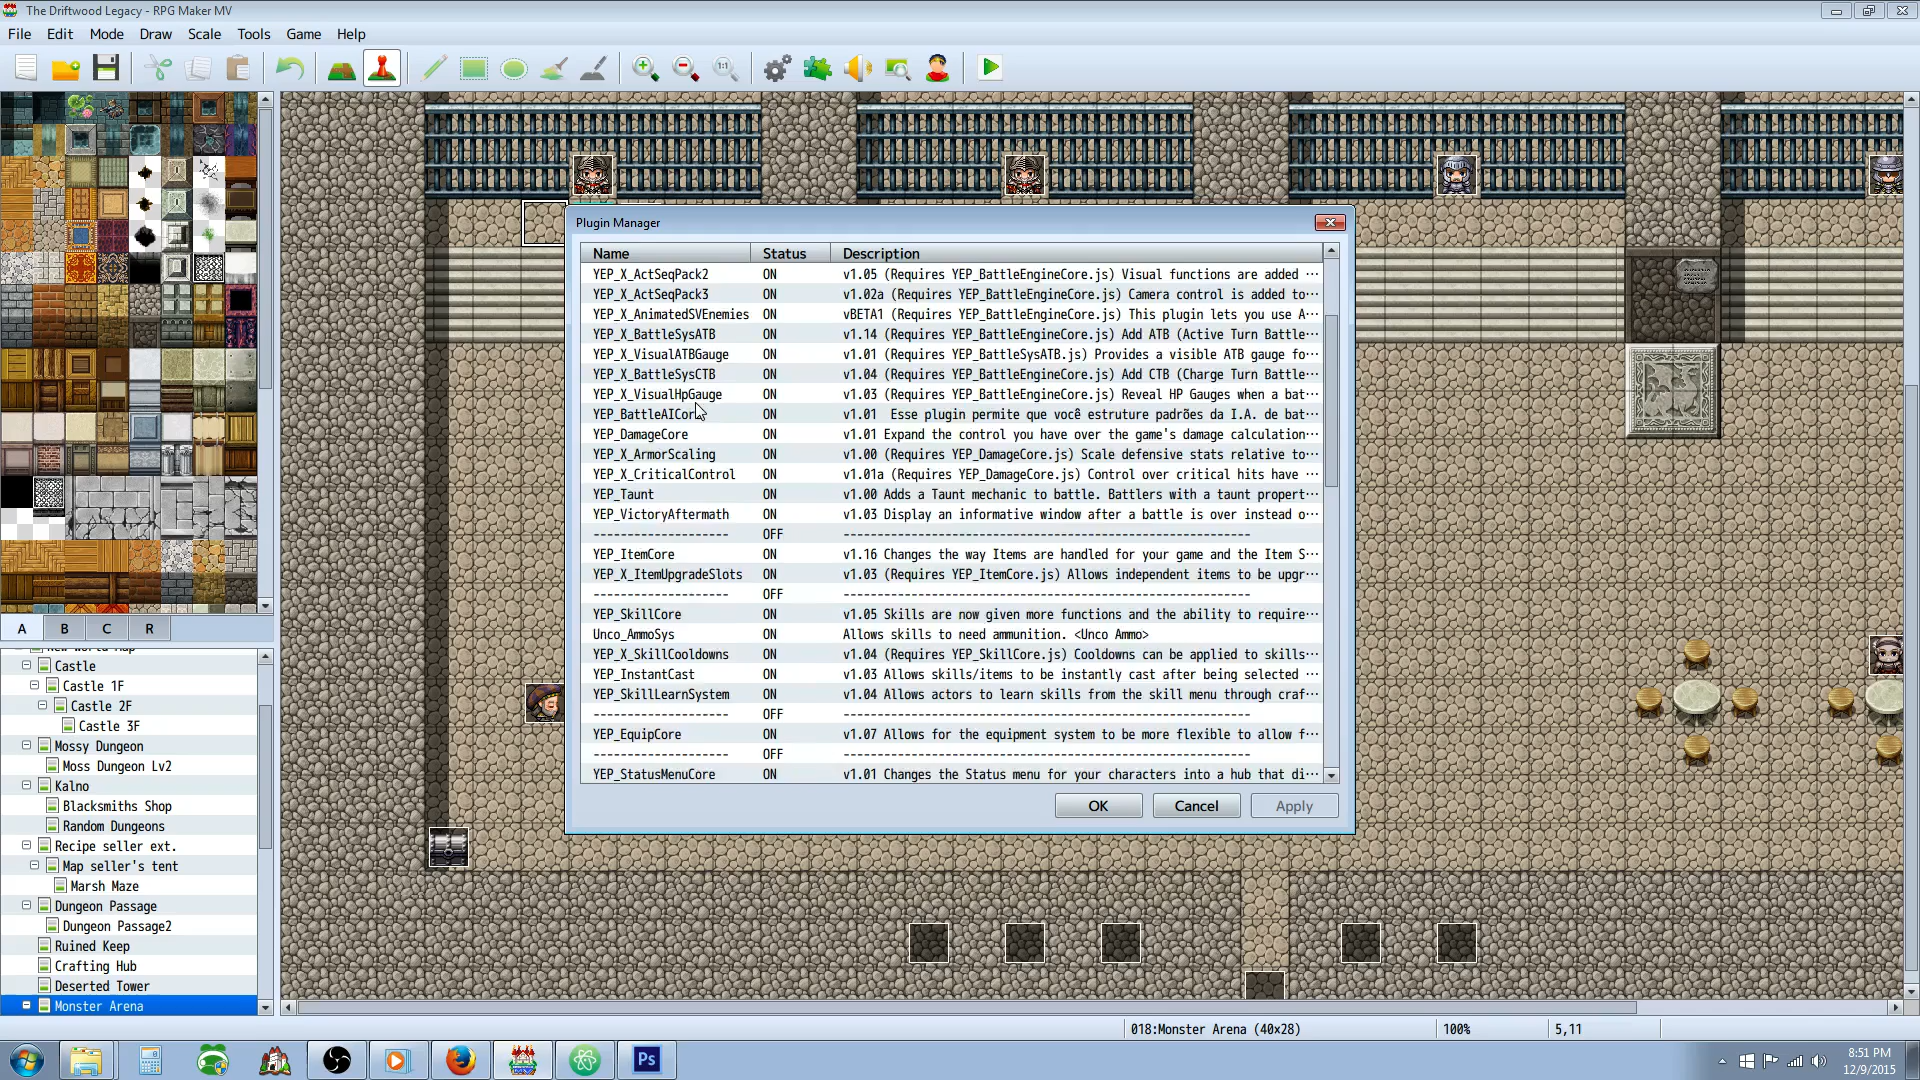 The Driftwood Legacy - RPG Maker MV
File Edit Mode Draw Scale Tools Game Help
1:1
Plugin Manager
Name Status Description
YEP_X_ActSeqPack2 ON v1.05 (Requires YEP_BattleEngineCore.js) Visual functions are added ···
YEP_X_ActSeqPack3 ON v1.02a (Requires YEP_BattleEngineCore.js) Camera control is added to···
YEP_X_AnimatedSVEnemies ON vBETA1 (Requires YEP_BattleEngineCore.js) This plugin lets you use A···
YEP_X_BattleSysATB ON v1.14 (Requires YEP_BattleEngineCore.js) Add ATB (Active Turn Battle···
YEP_X_VisualATBGauge ON v1.01 (Requires YEP_BattleSysATB.js) Provides a visible ATB gauge fo···
YEP_X_BattleSysCTB ON v1.04 (Requires YEP_BattleEngineCore.js) Add CTB (Charge Turn Battle···
YEP_X_VisualHpGauge ON v1.03 (Requires YEP_BattleEngineCore.js) Reveal HP Gauges when a bat···
YEP_BattleAICore ON v1.01 Esse plugin permite que você estruture padrões da I.A. de bat···
YEP_DamageCore ON v1.01 Expand the control you have over the game's damage calculation···
YEP_X_ArmorScaling ON v1.00 (Requires YEP_DamageCore.js) Scale defensive stats relative to···
YEP_X_CriticalControl ON v1.01a (Requires YEP_DamageCore.js) Control over critical hits have ···
YEP_Taunt ON v1.00 Adds a Taunt mechanic to battle. Battlers with a taunt propert···
YEP_VictoryAftermath ON v1.03 Display an informative window after a battle is over instead o···
-------------------- OFF ------------------------------------------------------------
YEP_ItemCore ON v1.16 Changes the way Items are handled for your game and the Item S···
YEP_X_ItemUpgradeSlots ON v1.03 (Requires YEP_ItemCore.js) Allows independent items to be upgr···
-------------------- OFF ------------------------------------------------------------
YEP_SkillCore ON v1.05 Skills are now given more functions and the ability to require···
Unco_AmmoSys ON Allows skills to need ammunition. <Unco Ammo>
YEP_X_SkillCooldowns ON v1.04 (Requires YEP_SkillCore.js) Cooldowns can be applied to skills···
YEP_InstantCast ON v1.03 Allows skills/items to be instantly cast after being selected ···
YEP_SkillLearnSystem ON v1.04 Allows actors to learn skills from the skill menu through craf···
-------------------- OFF ------------------------------------------------------------
YEP_EquipCore ON v1.07 Allows for the equipment system to be more flexible to allow f···
-------------------- OFF ------------------------------------------------------------
YEP_StatusMenuCore ON v1.01 Changes the Status menu for your characters into a hub that di···
OK Cancel Apply
A B C R
New World Map
Castle
Castle 1F
Castle 2F
Castle 3F
Mossy Dungeon
Moss Dungeon Lv2
Kalno
Blacksmiths Shop
Random Dungeons
Recipe seller ext.
Map seller's tent
Marsh Maze
Dungeon Passage
Dungeon Passage2
Ruined Keep
Crafting Hub
Deserted Tower
Monster Arena
018:Monster Arena (40x28) 100% 5,11
Ps
8:51 PM
12/9/2015